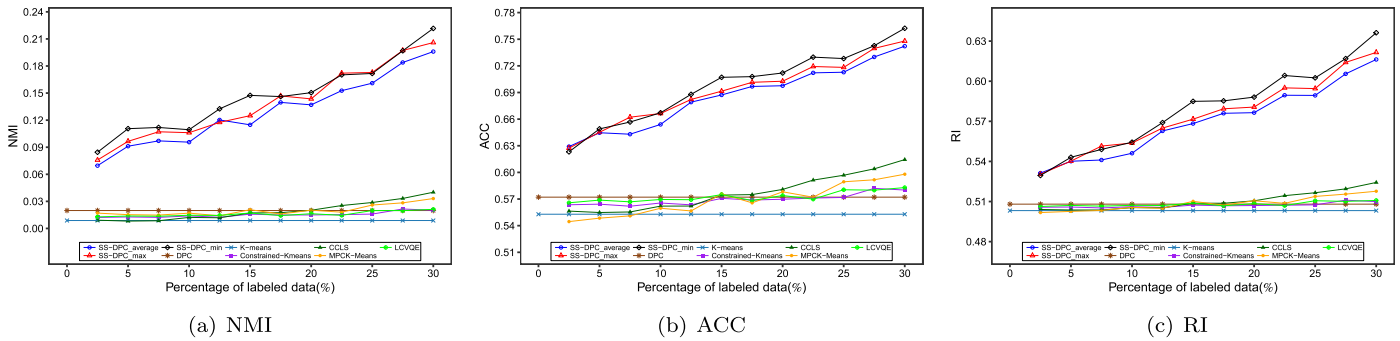 0.24
0.21
0.18
0.15
0.12
0.09
0.06
0.03
0.00
NMI
SS-DPC_average SS-DPC_min K-means CCLS LCVQE
SS-DPC_max DPC Constrained-Kmeans MPCK-Means
0 5 10 15 20 25 30
Percentage of labeled data(%)
(a) NMI
0.78
0.75
0.72
0.69
0.66
0.63
0.60
0.57
0.54
0.51
ACC
SS-DPC_average SS-DPC_min K-means CCLS LCVQE
SS-DPC_max DPC Constrained-Kmeans MPCK-Means
0 5 10 15 20 25 30
Percentage of labeled data(%)
(b) ACC
0.63
0.60
0.57
0.54
0.51
0.48
RI
SS-DPC_average SS-DPC_min K-means CCLS LCVQE
SS-DPC_max DPC Constrained-Kmeans MPCK-Means
0 5 10 15 20 25 30
Percentage of labeled data(%)
(c) RI